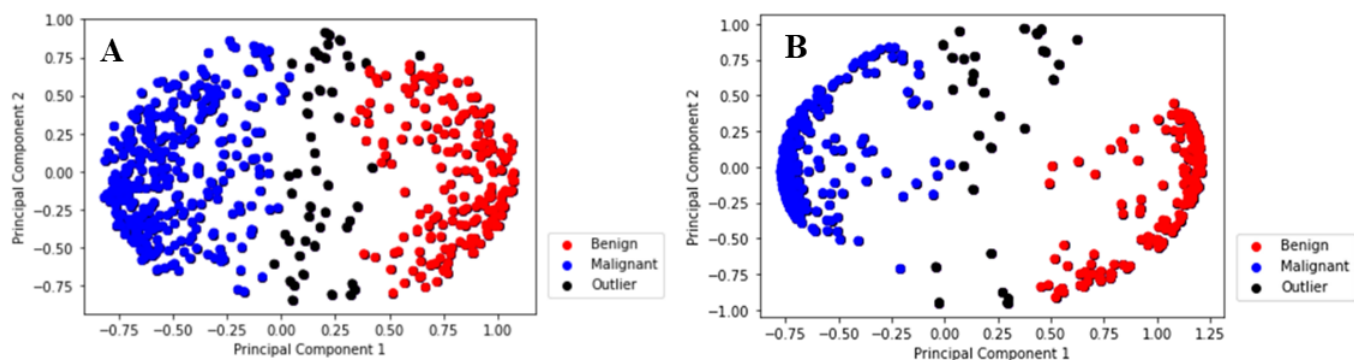 A
1.00
0.75
0.50
0.25
0.00
−0.25
−0.50
−0.75
Principal Component 2
−0.75 −0.50 −0.25 0.00 0.25 0.50 0.75 1.00
Principal Component 1
Benign
Malignant
Outlier
B
1.00
0.75
0.50
0.25
0.00
−0.25
−0.50
−0.75
−1.00
Principal Component 2
−0.75 −0.50 −0.25 0.00 0.25 0.50 0.75 1.00 1.25
Principal Component 1
Benign
Malignant
Outlier